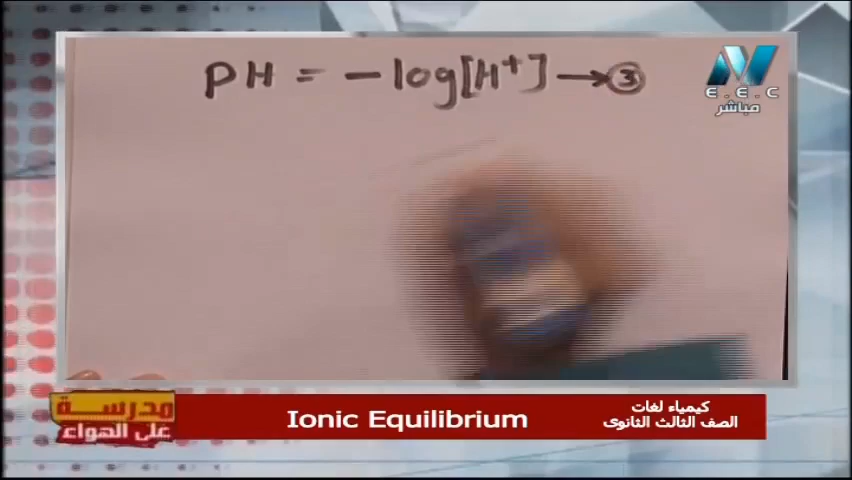 PH = - log[H+] → ③
E.E.C
مباشر
مدرسة
على الهواء
Ionic Equilibrium
كيمياء لغات
الصف الثالث الثانوى